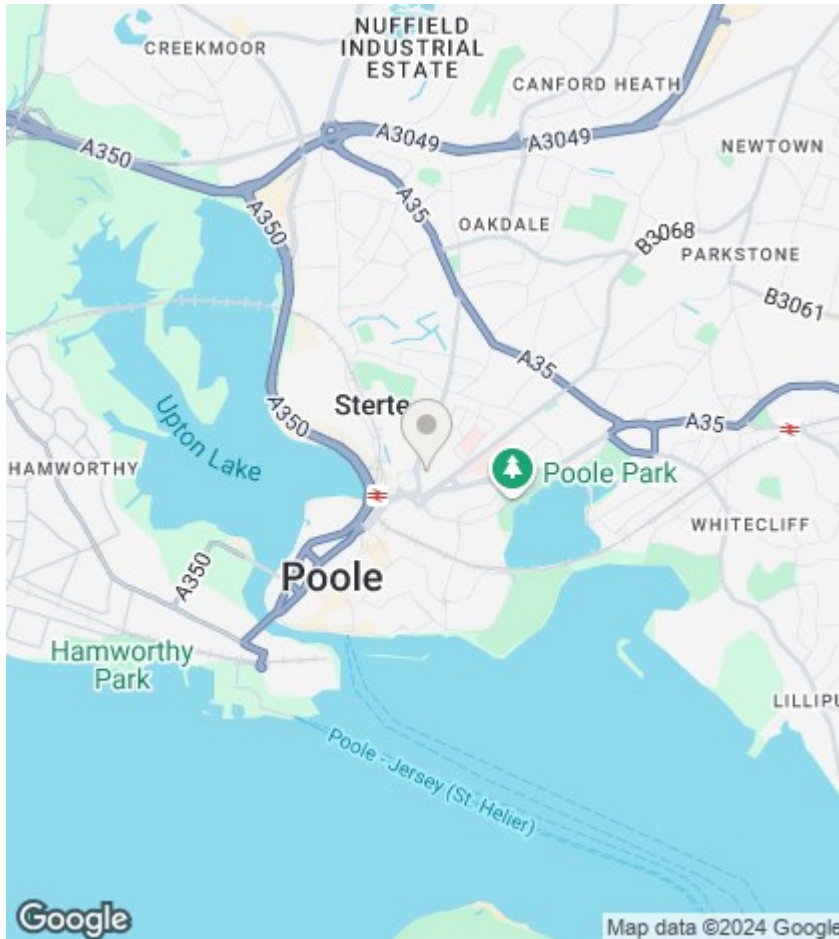 NUFFIELD
INDUSTRIAL
ESTATE
CREEKMOOR
CANFORD HEATH
A350
A3049
A3049
NEWTOWN
A35
A350
OAKDALE
B3068
PARKSTONE
B3061
A35
Sterte
A350
A35
Upton Lake
HAMWORTHY
Poole Park
WHITECLIFF
A350
Poole
Hamworthy
Park
LILLIPU
Poole - Jersey (St. Helier)
Google
Map data ©2024 Google